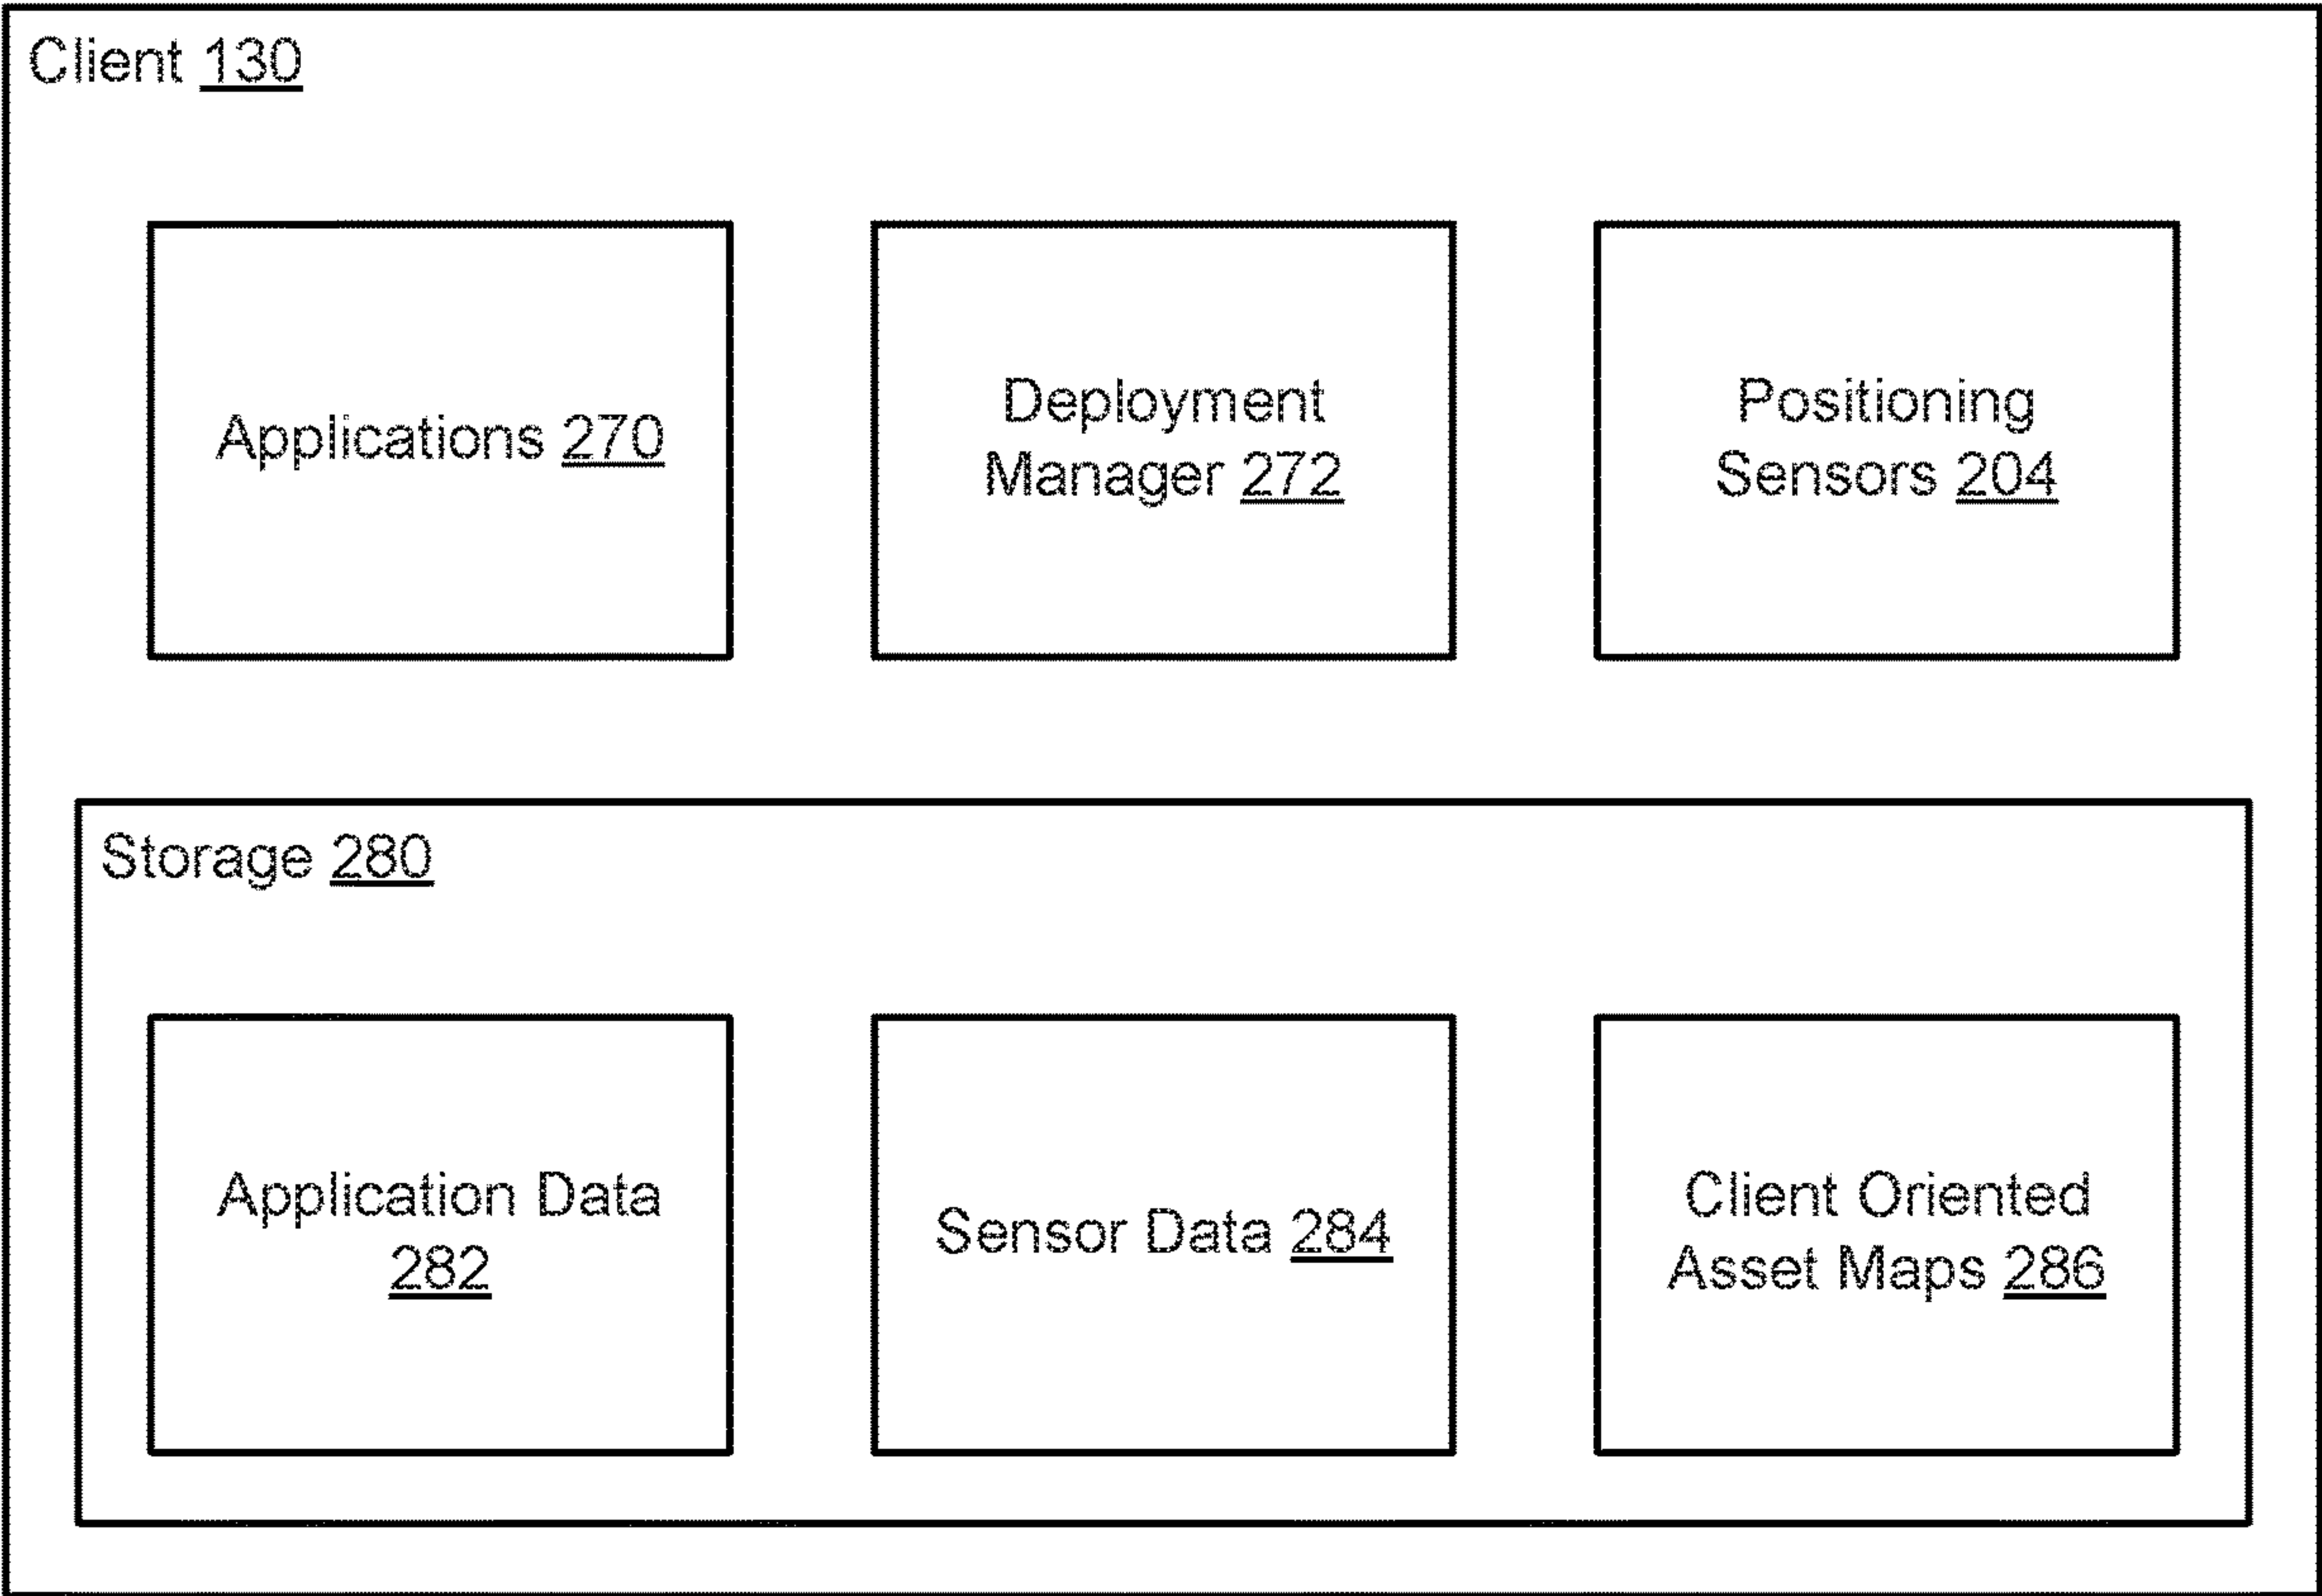 Client 130
Applications 270
Deployment
Manager 272
Positioning
Sensors 204
Storage 280
Application Data
282
Sensor Data 284
Client Oriented
Asset Maps 286